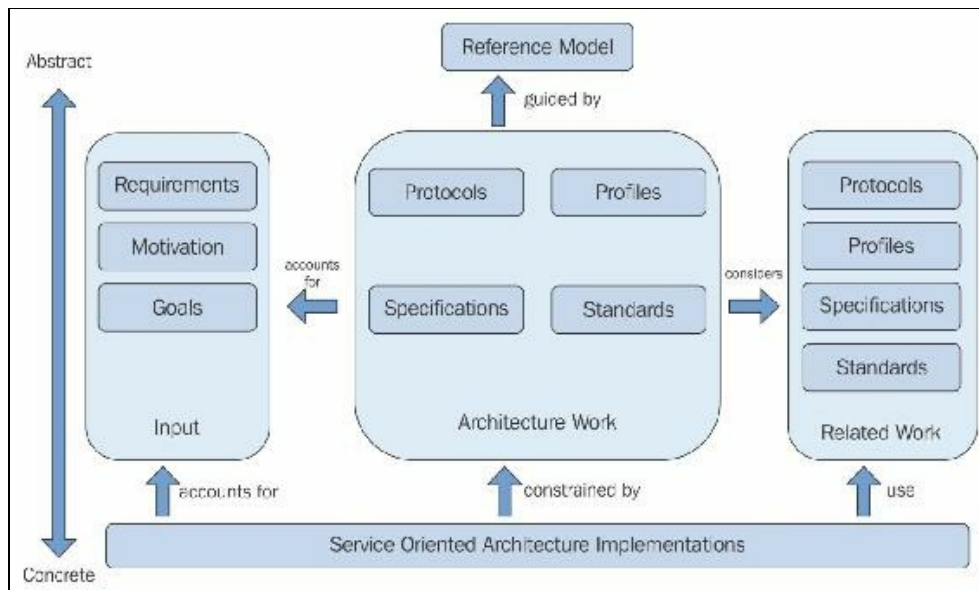 Reference Model
Abstract
guided by
Requirements
Motivation
Goals
Input
accounts
for
Protocols
Profiles
Specifications
Standards
Architecture Work
considers
Protocols
Profiles
Specifications
Standards
Related Work
accounts for
constrained by
use
Service Oriented Architecture Implementations
Concrete